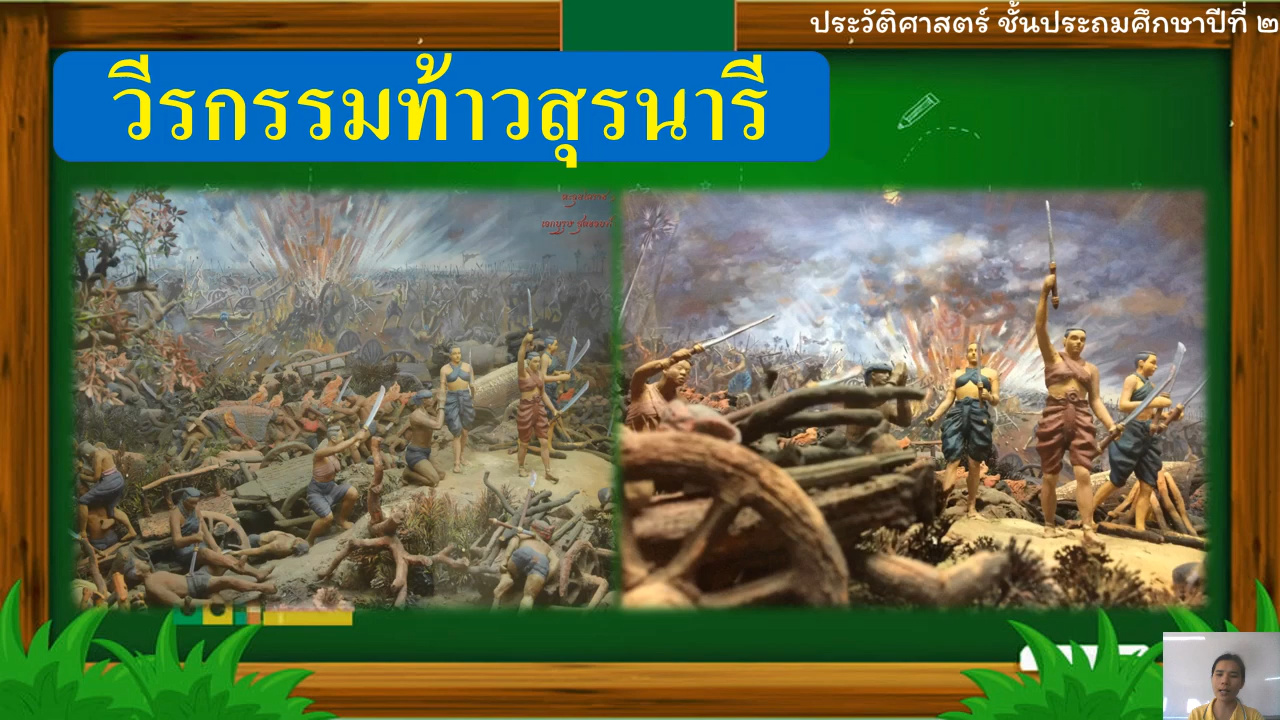 ประวัติศาสตร์ ชั้นประถมศึกษาปีที่ ๒
วีรกรรมท้าวสุรนารี